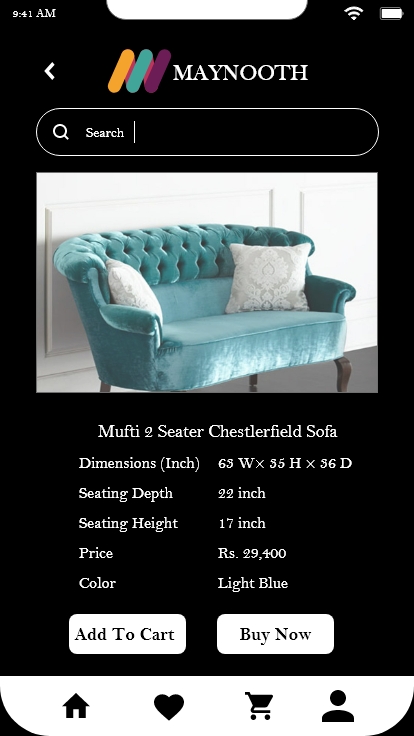 9:41 AM
MAYNOOTH
Search
Mufti 2 Seater Chestlerfield Sofa
Dimensions (Inch) 63 W× 35 H × 36 D
Seating Depth 22 inch
Seating Height 17 inch
Price Rs. 29,400
Color Light Blue
Add To Cart Buy Now